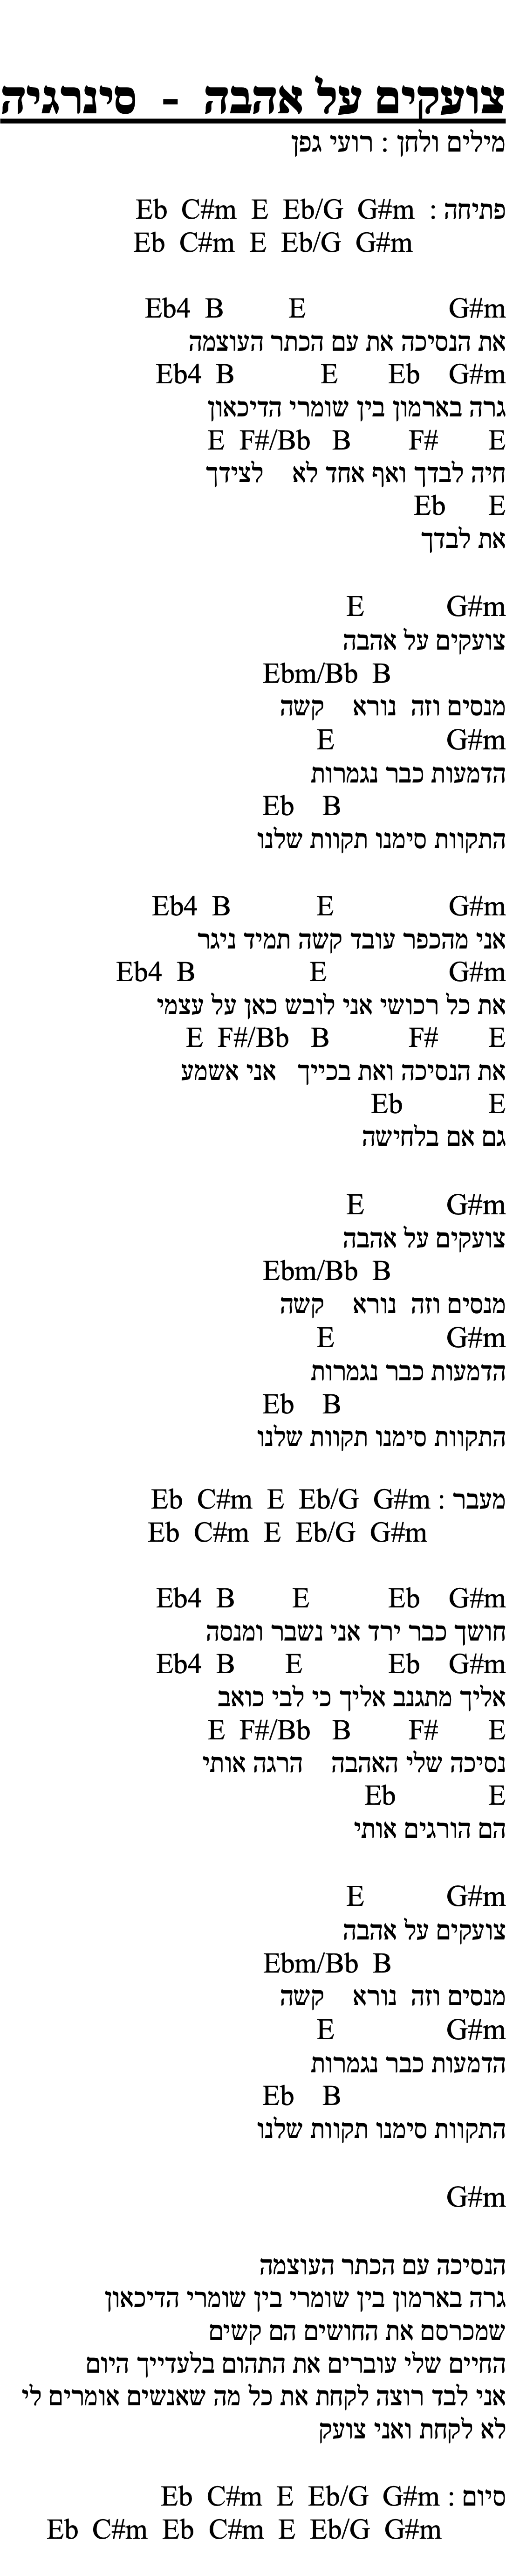 צועקים על אהבה - סינרגיה
מילים ולחן : רועי גפן
פתיחה : Eb C#m E Eb/G G#m
Eb C#m E Eb/G G#m
Eb4 B E G#m
את הנסיכה את עם הכתר העוצמה
Eb4 B E Eb G#m
גרה בארמון בין שומרי הדיכאון
E F#/Bb B F# E
חיה לבדך ואף אחד לא לצידך
Eb E
את לבדך
E G#m
צועקים על אהבה
Ebm/Bb B
מנסים וזה נורא קשה
E G#m
הדמעות כבר נגמרות
Eb B
התקוות סימנו תקוות שלנו
Eb4 B E G#m
אני מהכפר עובד קשה תמיד ניגר
Eb4 B E G#m
את כל רכושי אני לובש כאן על עצמי
E F#/Bb B F# E
את הנסיכה ואת בכייך אני אשמע
Eb E
גם אם בלחישה
E G#m
צועקים על אהבה
Ebm/Bb B
מנסים וזה נורא קשה
E G#m
הדמעות כבר נגמרות
Eb B
התקוות סימנו תקוות שלנו
מעבר : Eb C#m E Eb/G G#m
Eb C#m E Eb/G G#m
Eb4 B E Eb G#m
חושך כבר ירד אני נשבר ומנסה
Eb4 B E Eb G#m
אליך מתגנב אליך כי לבי כואב
E F#/Bb B F# E
נסיכה שלי האהבה הרגה אותי
Eb E
הם הורגים אותי
E G#m
צועקים על אהבה
Ebm/Bb B
מנסים וזה נורא קשה
E G#m
הדמעות כבר נגמרות
Eb B
התקוות סימנו תקוות שלנו
G#m
הנסיכה עם הכתר העוצמה
גרה בארמון בין שומרי בין שומרי הדיכאון
שמכרסם את החושים הם קשים
החיים שלי עוברים את התהום בלעדייך היום
אני לבד רוצה לקחת את כל מה שאנשים אומרים לי
לא לקחת ואני צועק
סיום : Eb C#m E Eb/G G#m
Eb C#m Eb C#m E Eb/G G#m